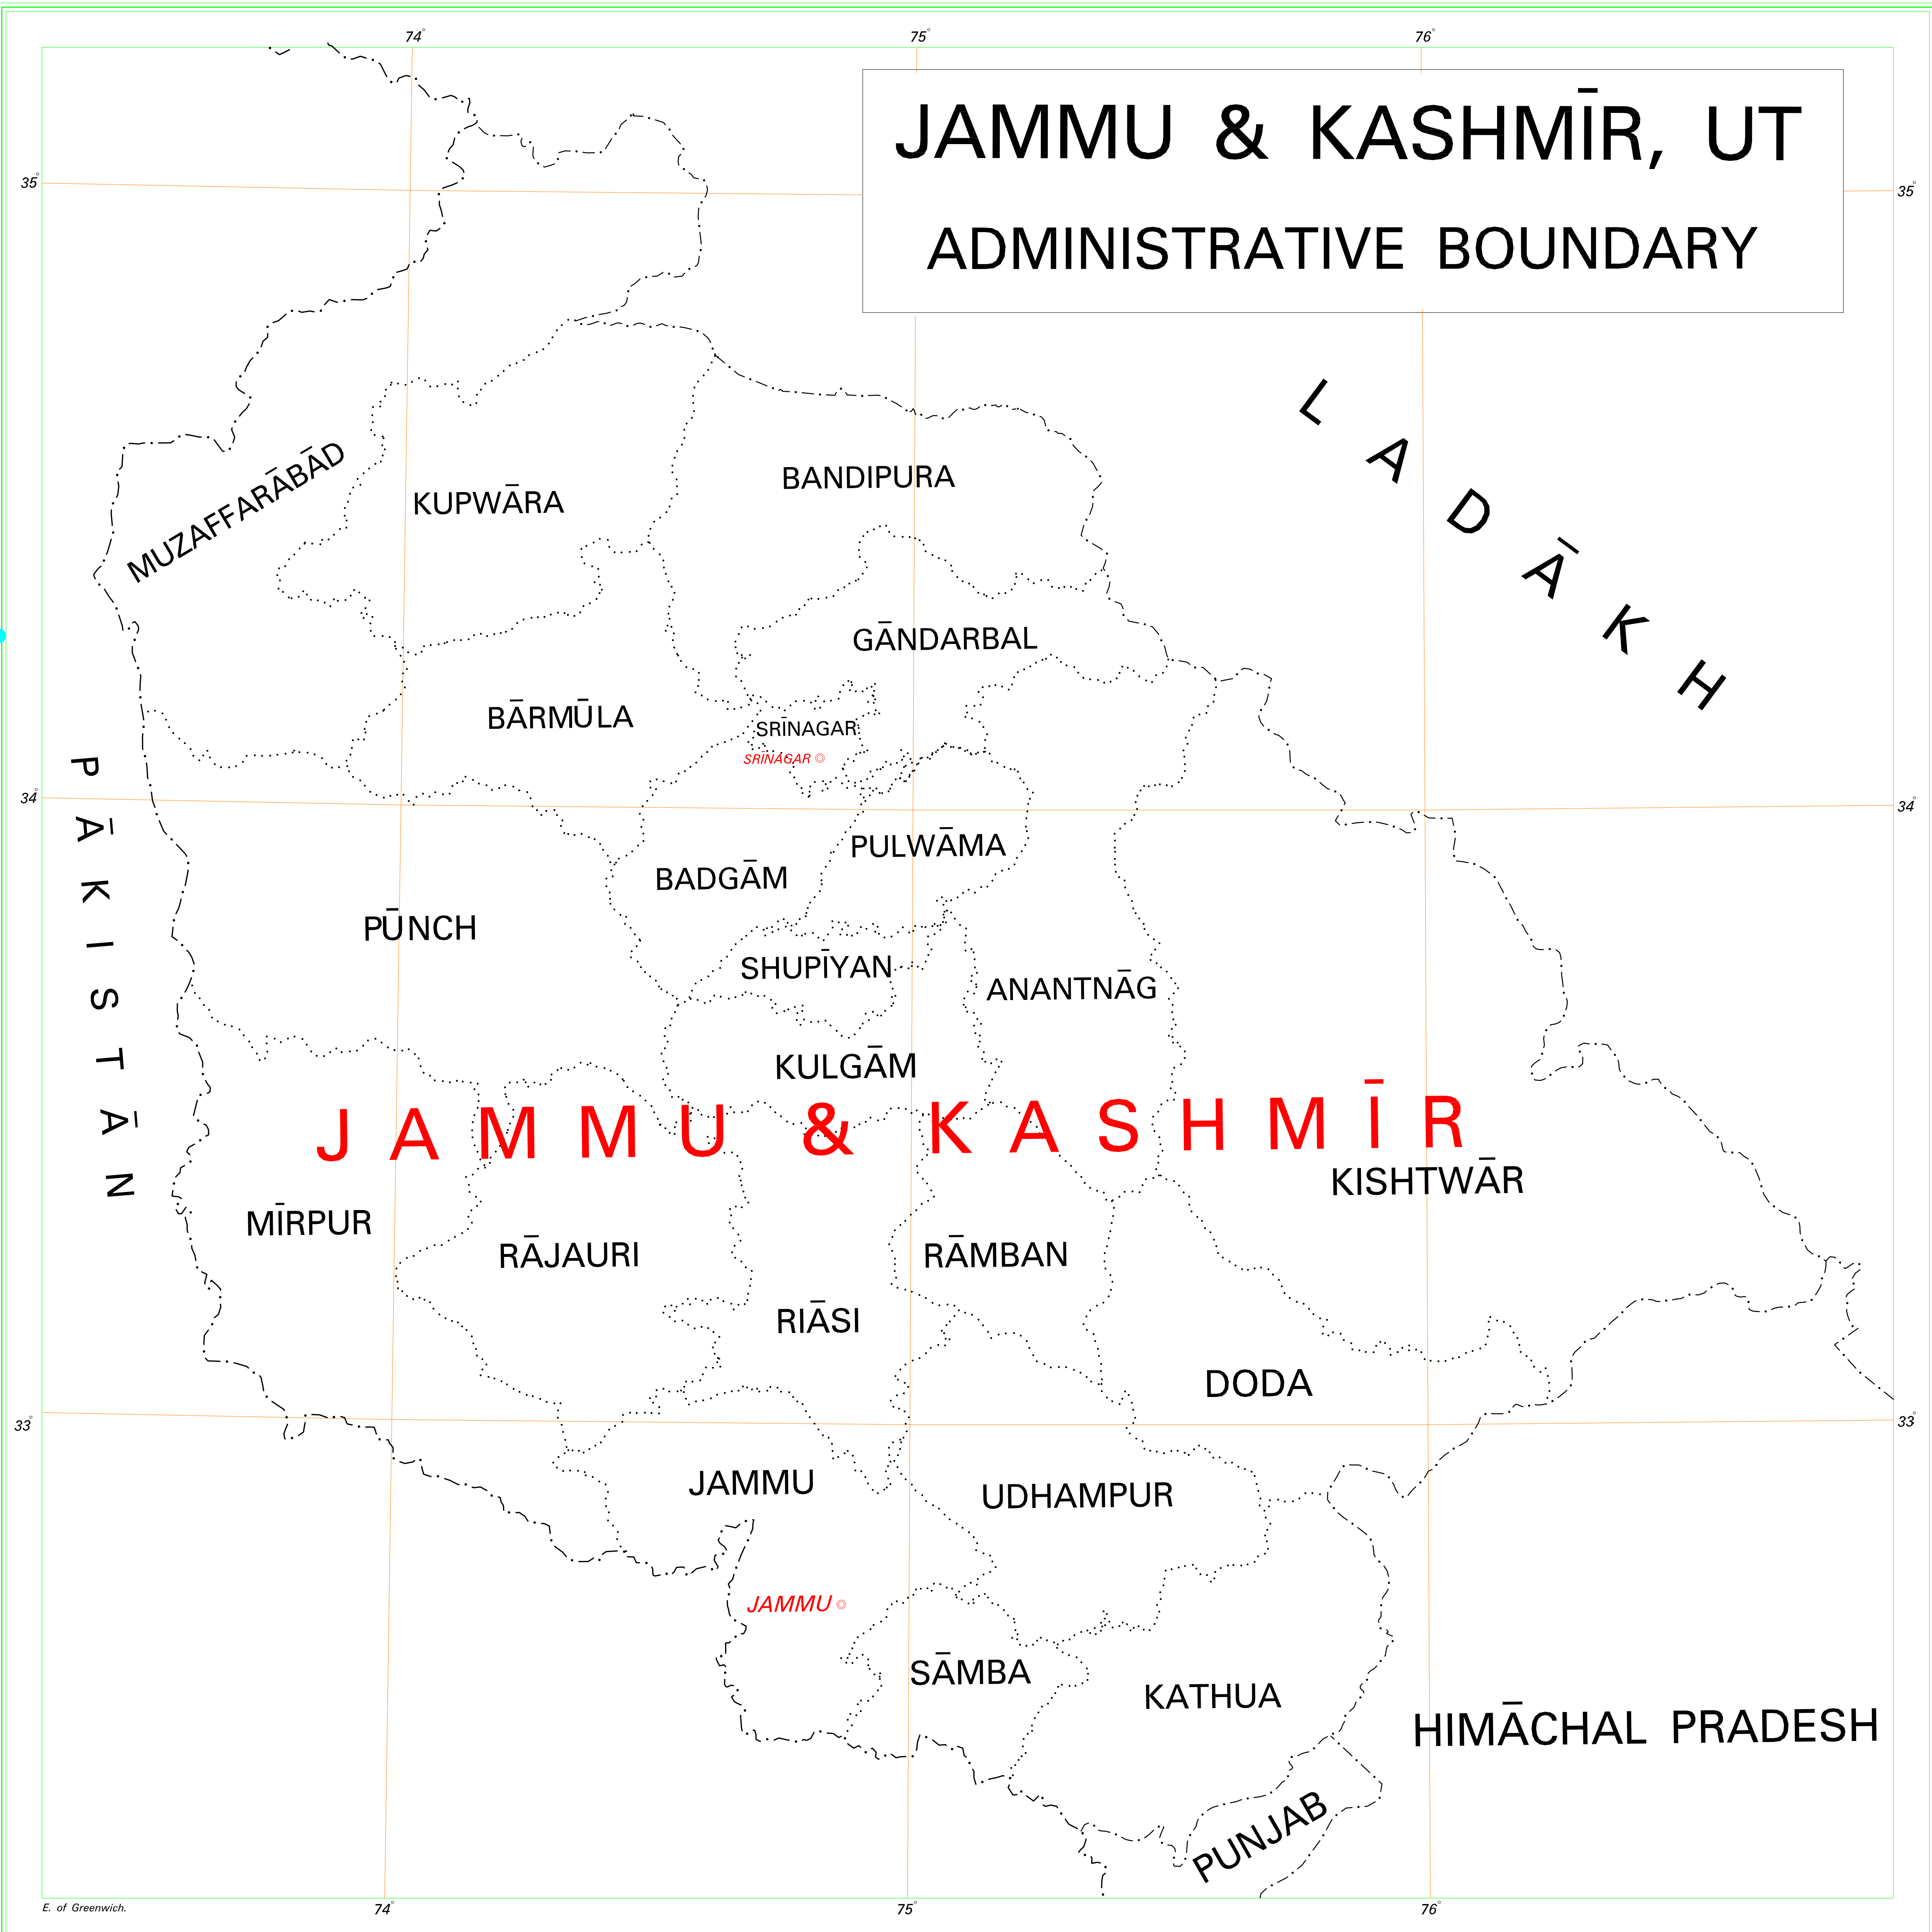 74° 75° 76°
JAMMU & KASHMĪR, UT
35° 35°
ADMINISTRATIVE BOUNDARY
LADĀKH
MUZAFFARĀBĀD
KUPWĀRA
BANDIPURA
GĀNDARBAL
BĀRMŪLA
SRĪNAGAR
SRĪNAGAR
34° 34°
PĀKISTĀN
PULWĀMA
BADGĀM
PŪNCH
SHUPĪYAN
ANANTNĀG
KULGĀM
JAMMU & KASHMĪR
KISHTWĀR
MĪRPUR
RĀJAURI
RĀMBAN
RIĀSI
DODA
33° 33°
JAMMU
UDHAMPUR
JAMMU
SĀMBA
KATHUA
HIMĀCHAL PRADESH
PUNJAB
E. of Greenwich.
74° 75° 76°